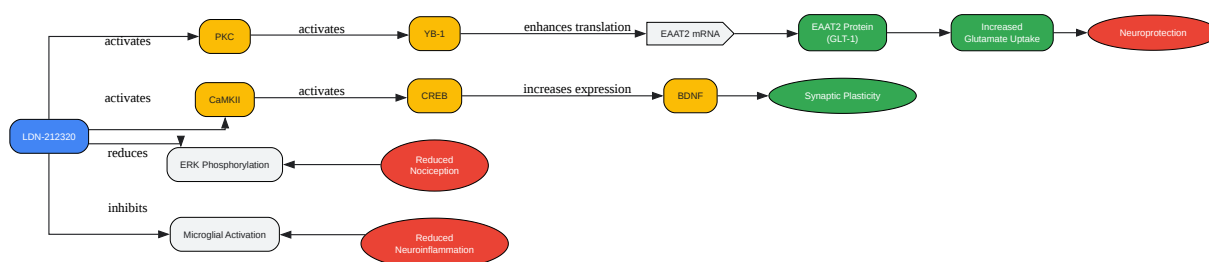 PKC
activates
activates
YB-1
enhances translation
EAAT2 mRNA
EAAT2 Protein
(GLT-1)
Increased
Glutamate Uptake
Neuroprotection
activates
CaMKII
activates
CREB
increases expression
BDNF
Synaptic Plasticity
LDN-212320
reduces
ERK Phosphorylation
Reduced
Nociception
inhibits
Microglial Activation
Reduced
Neuroinflammation